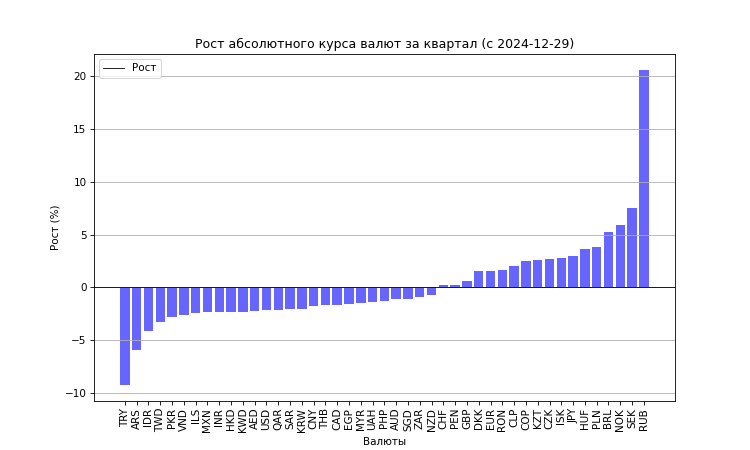 Рост абсолютного курса валют за квартал (с 2024-12-29)
Рост
Рост (%)
20
15
10
5
0
−5
−10
TRY
ARS
IDR
TWD
PKR
VND
ILS
MXN
INR
HKD
KWD
AED
USD
QAR
SAR
KRW
CNY
THB
CAD
EGP
MYR
UAH
PHP
AUD
SGD
ZAR
NZD
CHF
PEN
GBP
DKK
EUR
RON
CLP
COP
KZT
CZK
ISK
JPY
HUF
PLN
BRL
NOK
SEK
RUB
Валюты